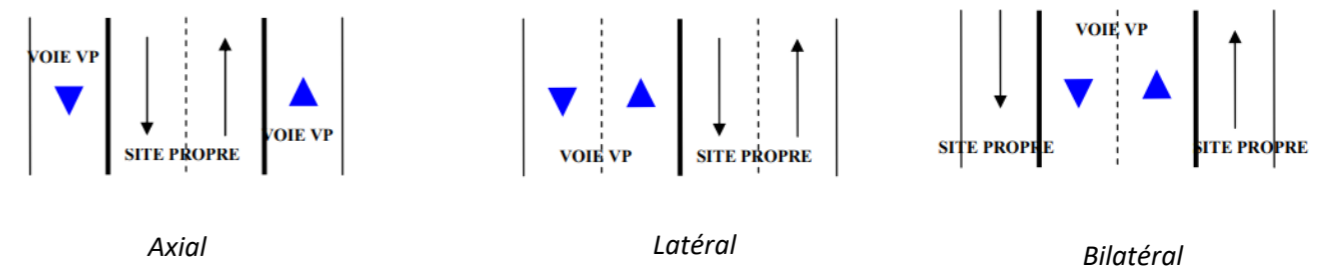 VOIE VP
VOIE VP
SITE PROPRE
Axial
VOIE VP
SITE PROPRE
Latéral
VOIE VP
SITE PROPRE
SITE PROPRE
Bilatéral